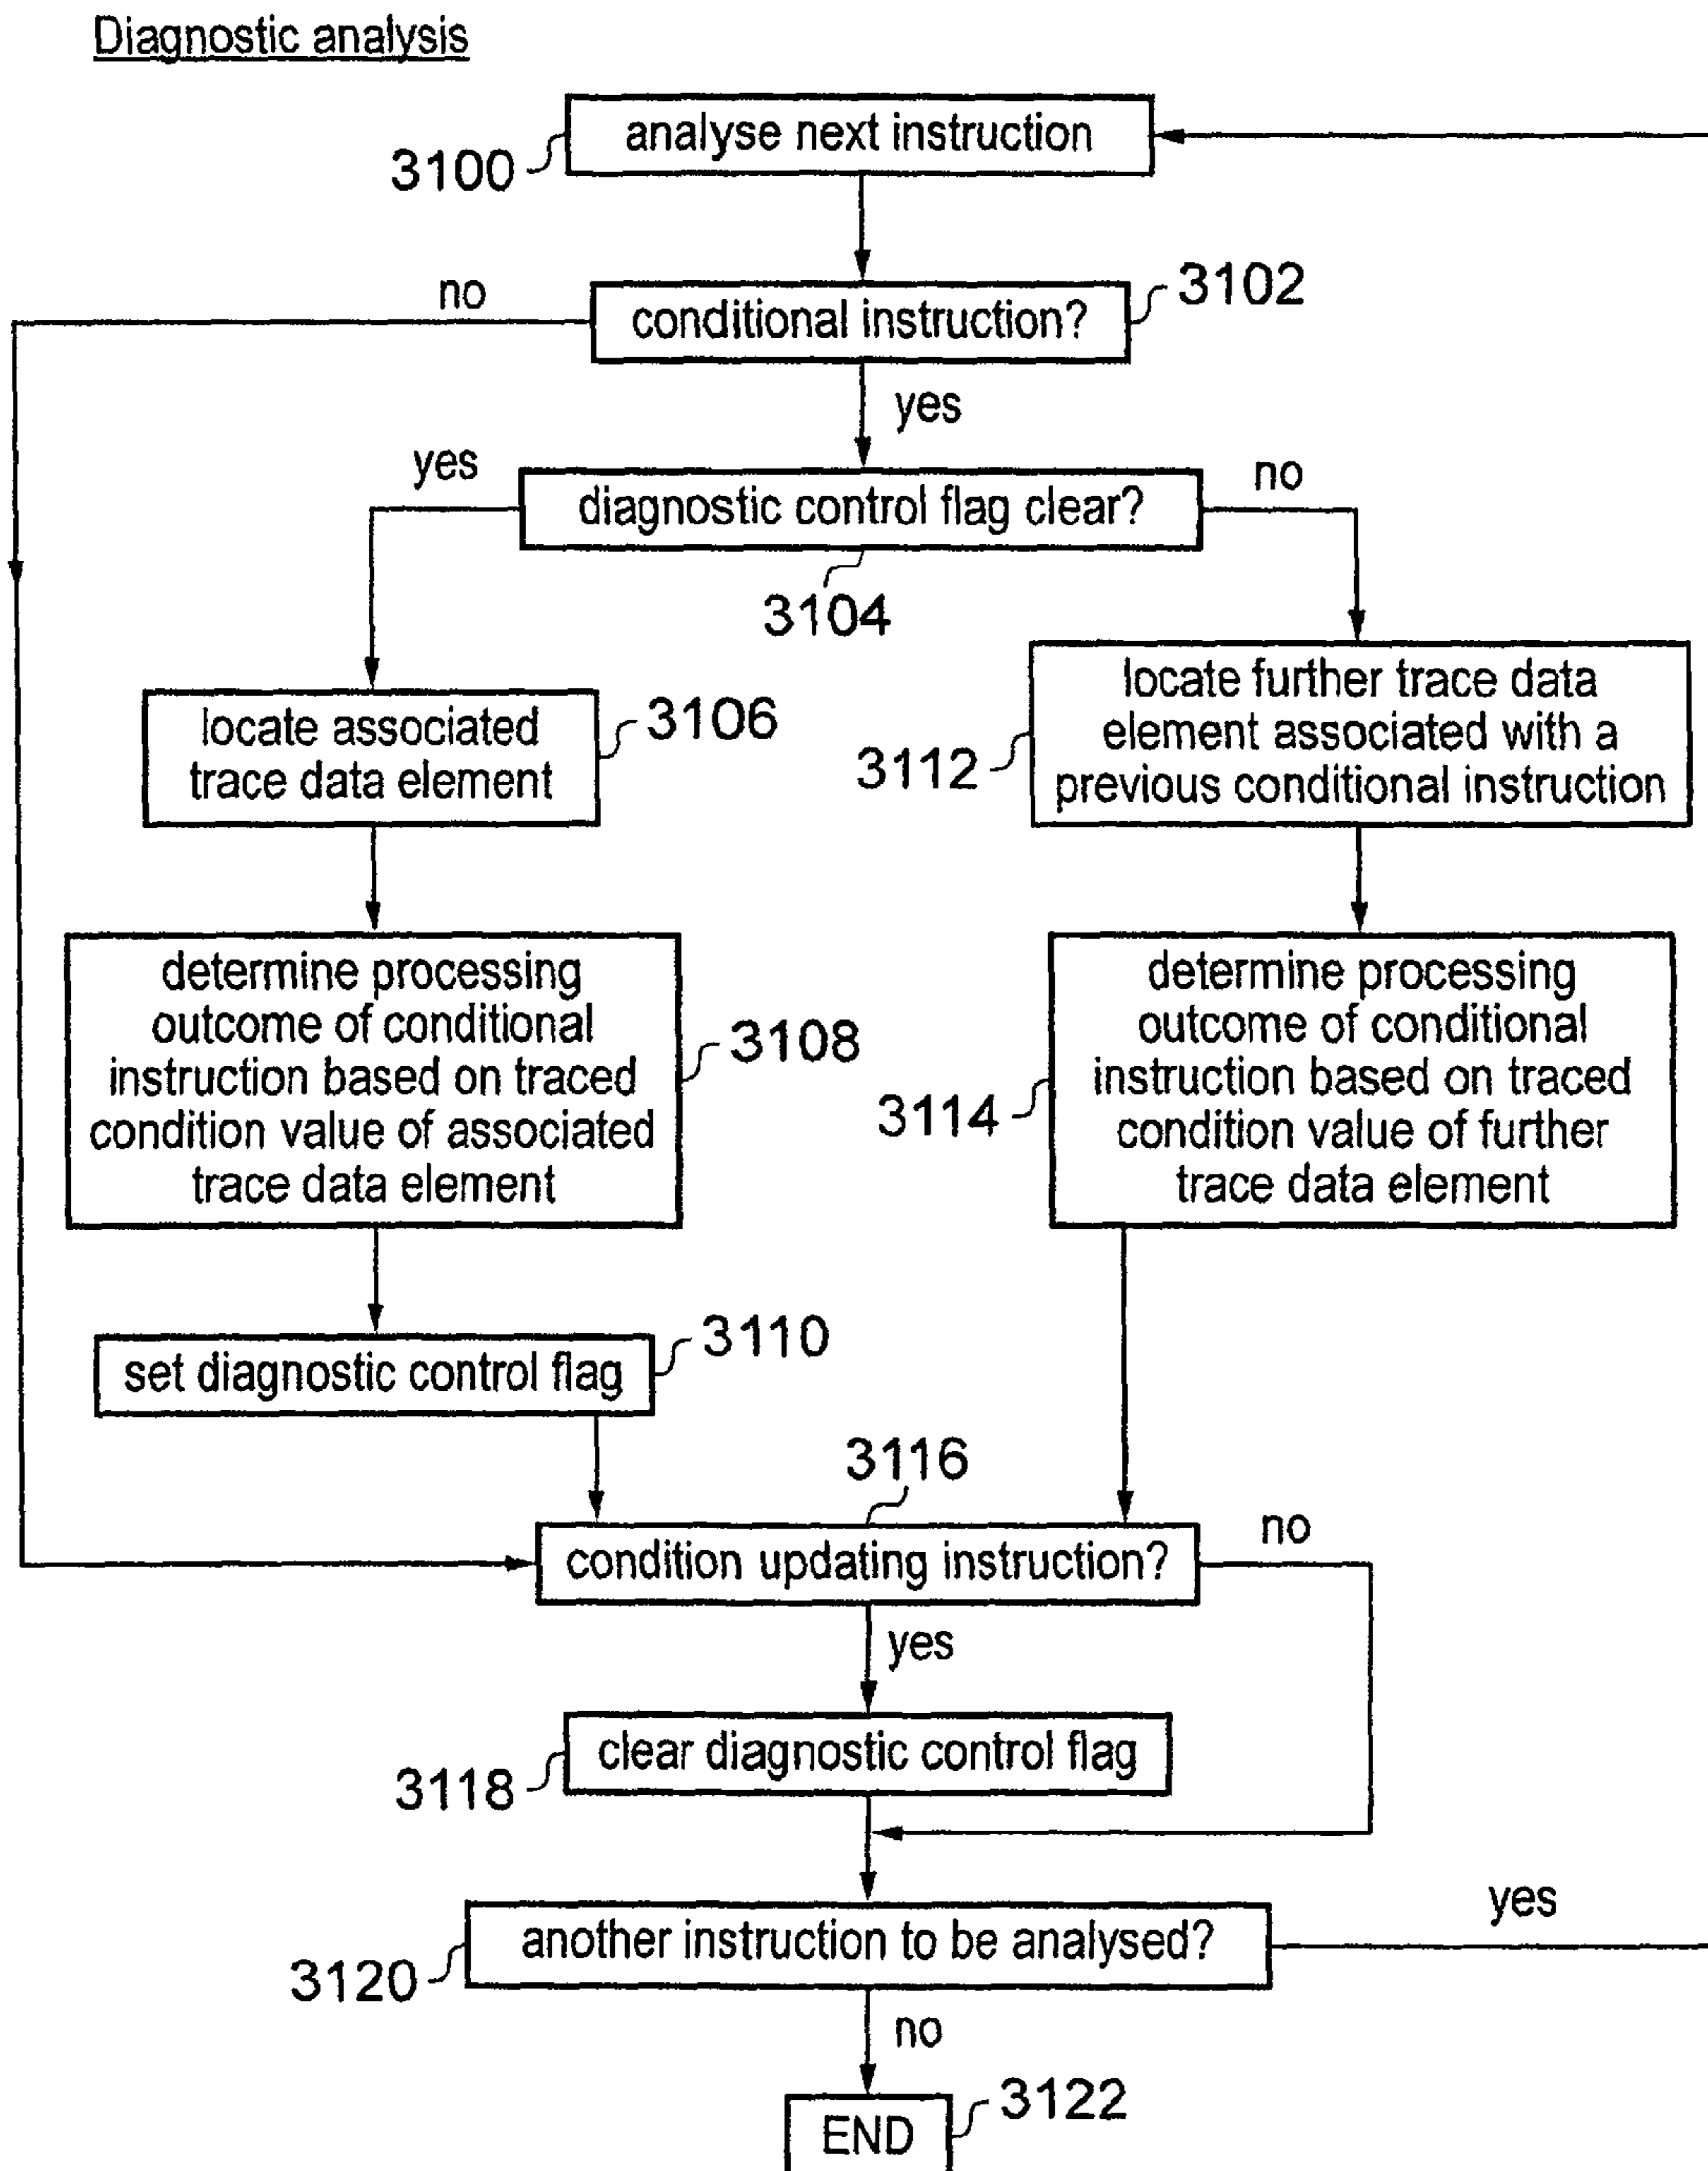 Diagnostic analysis
analyse next instruction
3100
no
conditional instruction?
3102
yes
yes
diagnostic control flag clear?
no
3104
locate associated
trace data element
3106
locate further trace data
element associated with a
previous conditional instruction
3112
determine processing
outcome of conditional
instruction based on traced
condition value of associated
trace data element
3108
determine processing
outcome of conditional
instruction based on traced
condition value of further
trace data element
3114
set diagnostic control flag
3110
3116
condition updating instruction?
no
yes
clear diagnostic control flag
3118
another instruction to be analysed?
yes
3120
no
END
3122